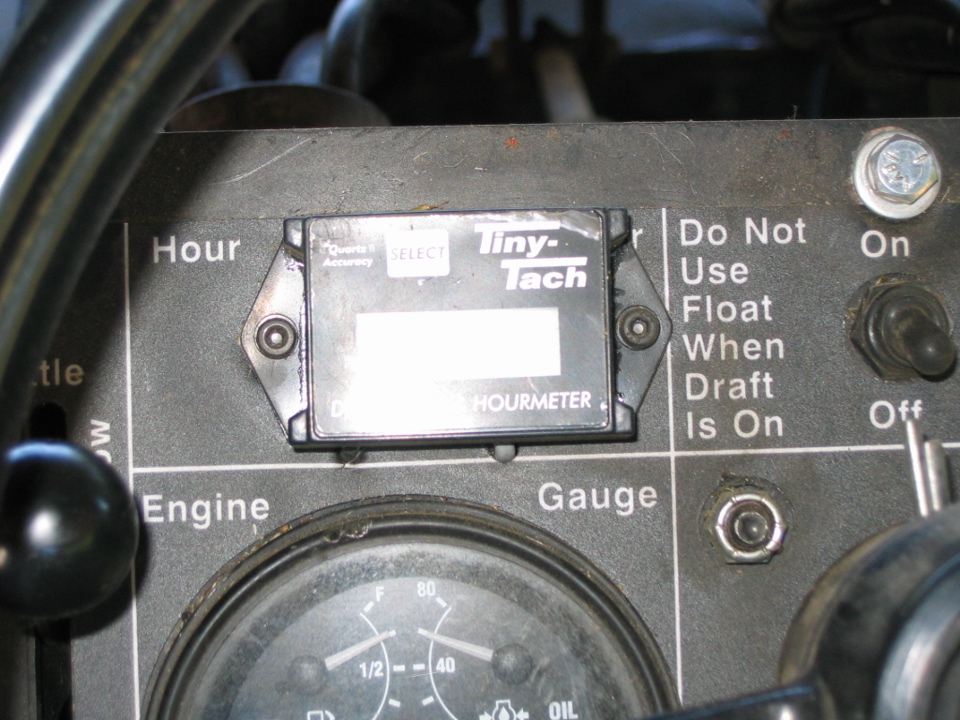 Hour
"Quartz"
Accuracy
SELECT
Tiny-
Tach
HOURMETER
Do Not
Use
Float
When
Draft
Is On
On
Off
Engine
Gauge
F
1/2
80
40
OIL